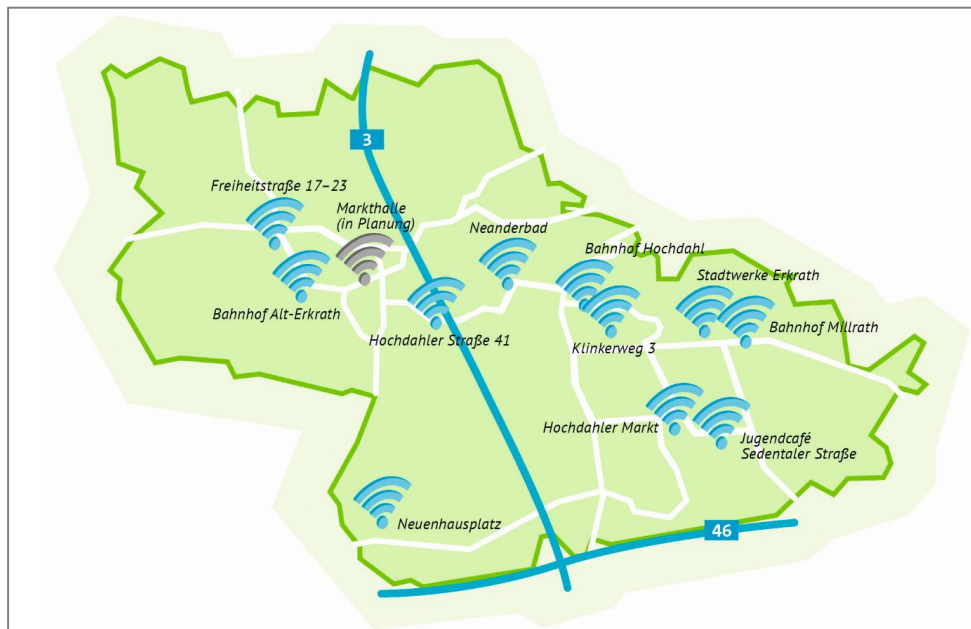 3
Freiheitstraße 17–23
Markthalle
(in Planung)
Neanderbad
Bahnhof Hochdahl
Stadtwerke Erkrath
Bahnhof Alt-Erkrath
Hochdahler Straße 41
Klinkerweg 3
Bahnhof Millrath
Hochdahler Markt
Jugendcafé
Sedentaler Straße
Neuenhausplatz
46